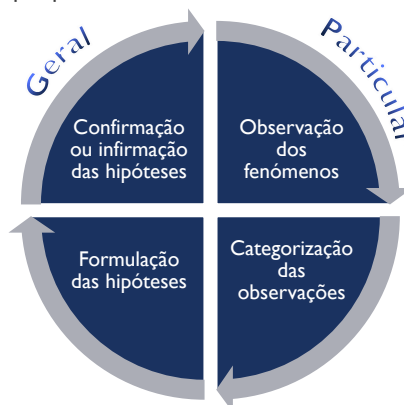 Geral
Particular
Confirmação
ou infirmação
das hipóteses
Observação
dos
fenómenos
Formulação
das hipóteses
Categorização
das
observações